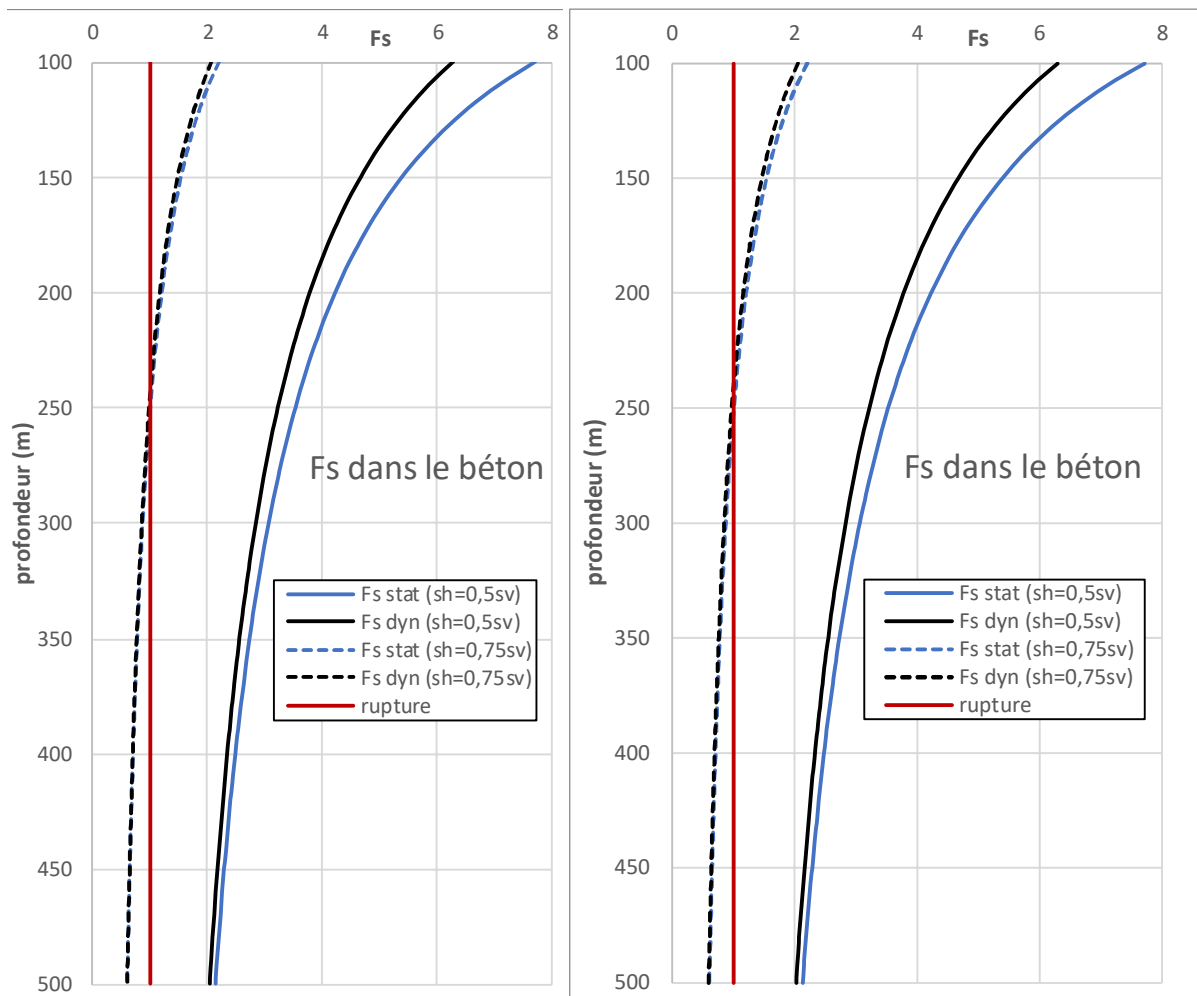 0 2 4 6 8
Fs
100
150
200
250
300
350
400
450
500
profondeur (m)
Fs dans le béton
Fs stat (sh=0,5sv)
Fs dyn (sh=0,5sv)
Fs stat (sh=0,75sv)
Fs dyn (sh=0,75sv)
rupture
0 2 4 6 8
Fs
100
150
200
250
300
350
400
450
500
profondeur (m)
Fs dans le béton
Fs stat (sh=0,5sv)
Fs dyn (sh=0,5sv)
Fs stat (sh=0,75sv)
Fs dyn (sh=0,75sv)
rupture